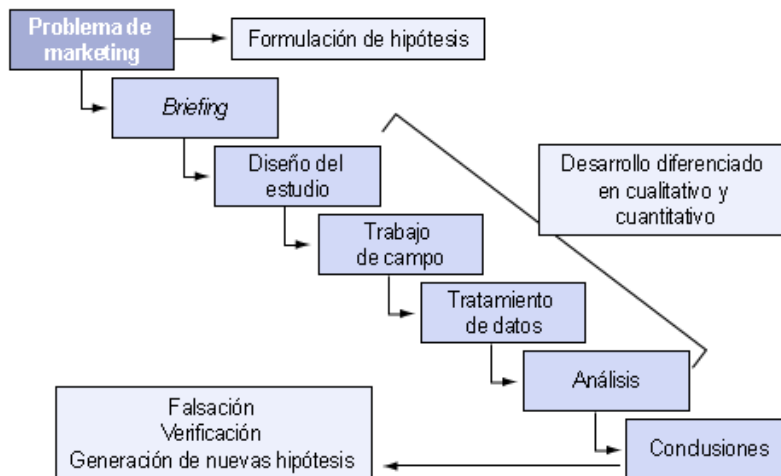 Problema de
marketing
Formulación de hipótesis
Briefing
Diseño del
estudio
Desarrollo diferenciado
en cualitativo y
cuantitativo
Trabajo
de campo
Tratamiento
de datos
Análisis
Falsación
Verificación
Generación de nuevas hipótesis
Conclusiones